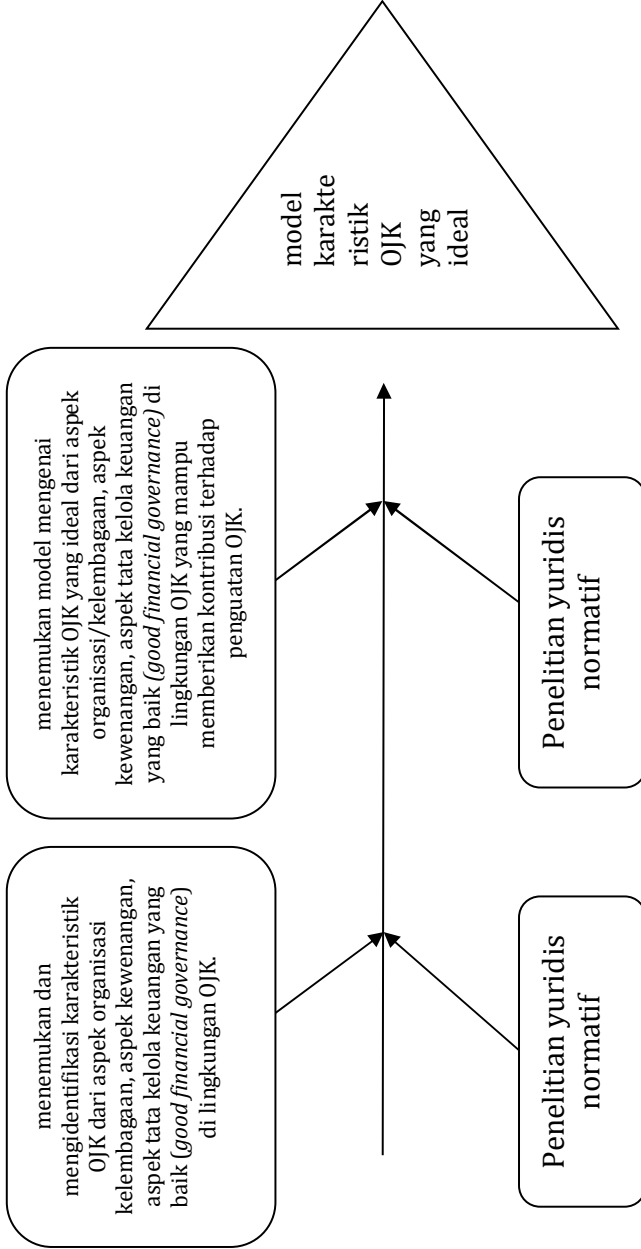 menemukan dan
mengidentifikasi karakteristik
OJK dari aspek organisasi
kelembagaan, aspek kewenangan,
aspek tata kelola keuangan yang
baik (good financial governance)
di lingkungan OJK.
menemukan model mengenai
karakteristik OJK yang ideal dari aspek
organisasi/kelembagaan, aspek
kewenangan, aspek tata kelola keuangan
yang baik (good financial governance) di
lingkungan OJK yang mampu
memberikan kontribusi terhadap
penguatan OJK.
model
karakte
ristik
OJK
yang
ideal
Penelitian yuridis
normatif
Penelitian yuridis
normatif